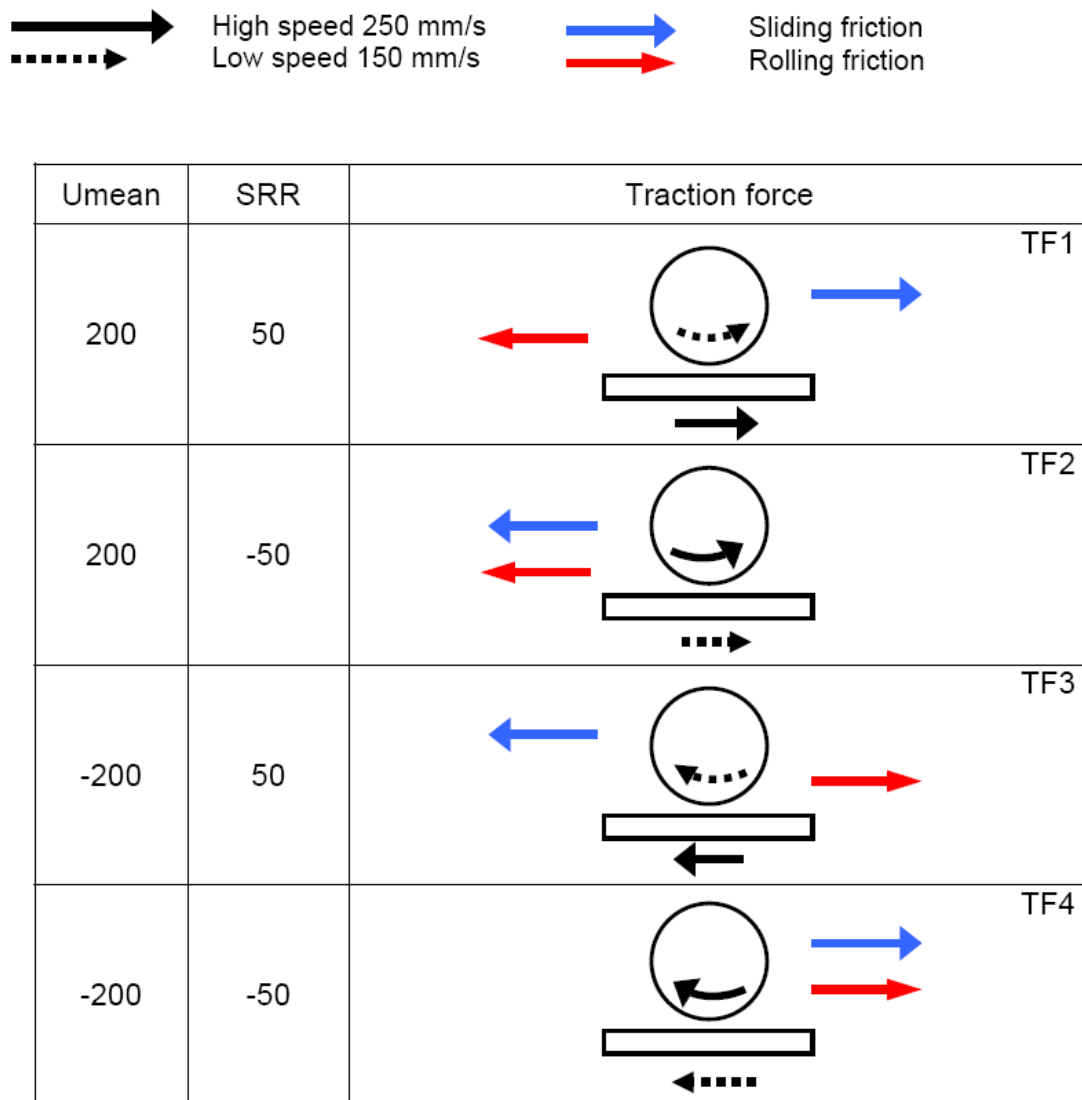 High speed 250 mm/s Sliding friction
Low speed 150 mm/s Rolling friction
Umean SRR Traction force
TF1
200 50
TF2
200 -50
TF3
-200 50
TF4
-200 -50